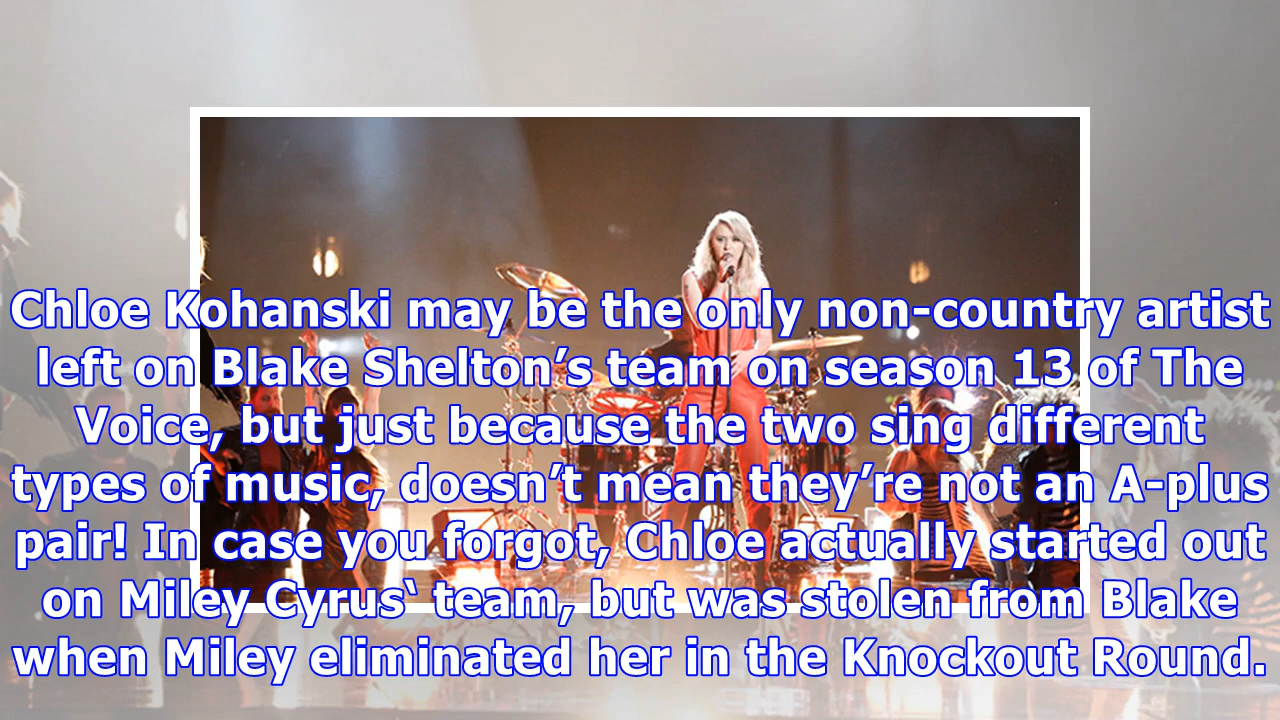 Chloe Kohanski may be the only non-country artist
left on Blake Shelton’s team on season 13 of The
Voice, but just because the two sing different
types of music, doesn’t mean they’re not an A-plus
pair! In case you forgot, Chloe actually started out
on Miley Cyrus‘ team, but was stolen from Blake
when Miley eliminated her in the Knockout Round.